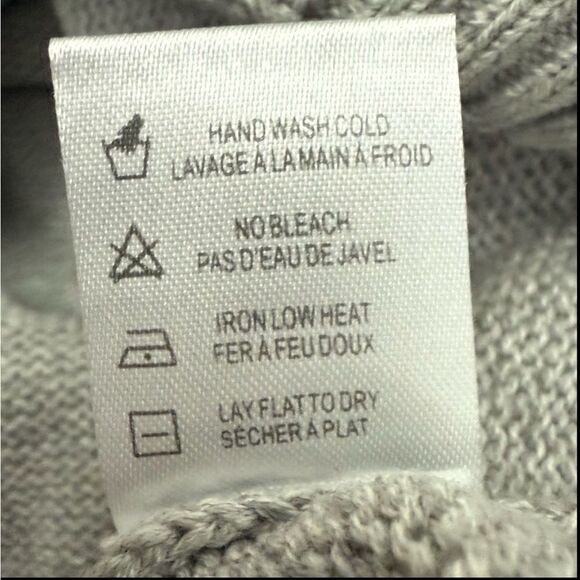 HAND WASH COLD
LAVAGE A LA MAIN A FROID
NO BLEACH
PAS D'EAU DE JAVEL
IRON LOW HEAT
FER A FEU DOUX
LAY FLAT TO DRY
SÉCHER A PLAT